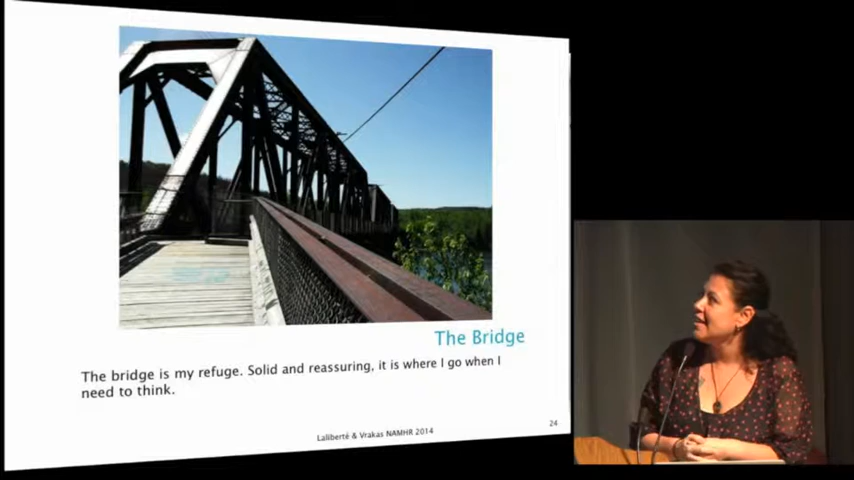 The Bridge
The bridge is my refuge. Solid and reassuring, it is where I go when I
need to think.
Laliberté & Vrakas NAMHR 2014
24